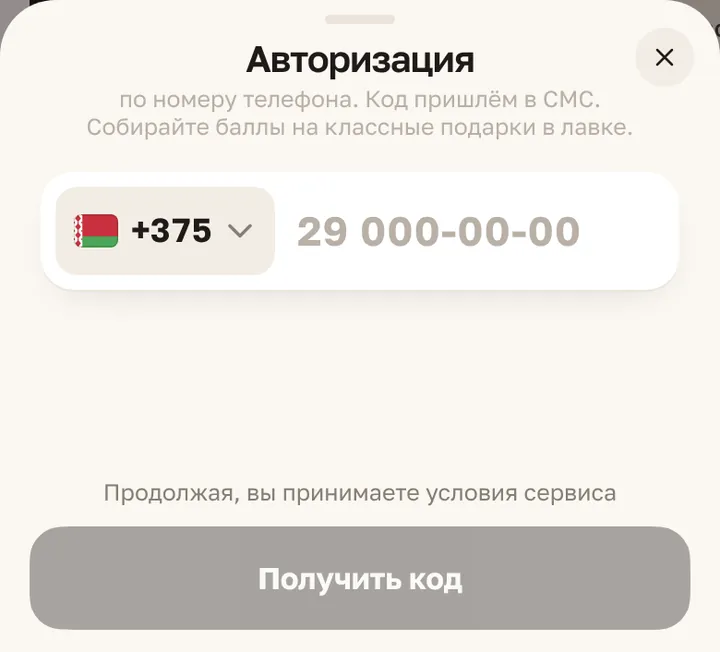 Авторизация
по номеру телефона. Код пришлём в СМС.
Собирайте баллы на классные подарки в лавке.
+375 29 000-00-00
Продолжая, вы принимаете условия сервиса
Получить код